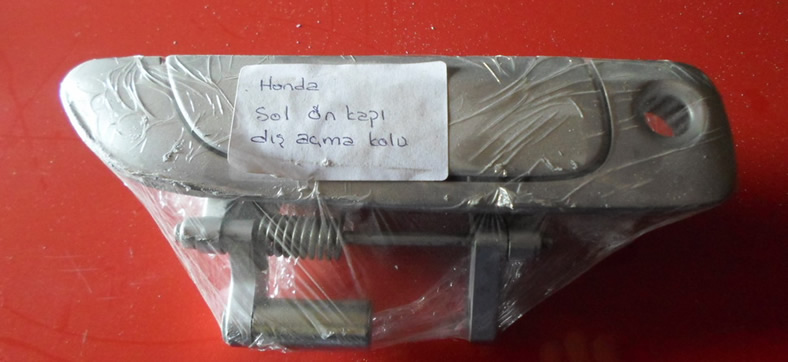 Honda
Sol ön kapı
dış açma kolu